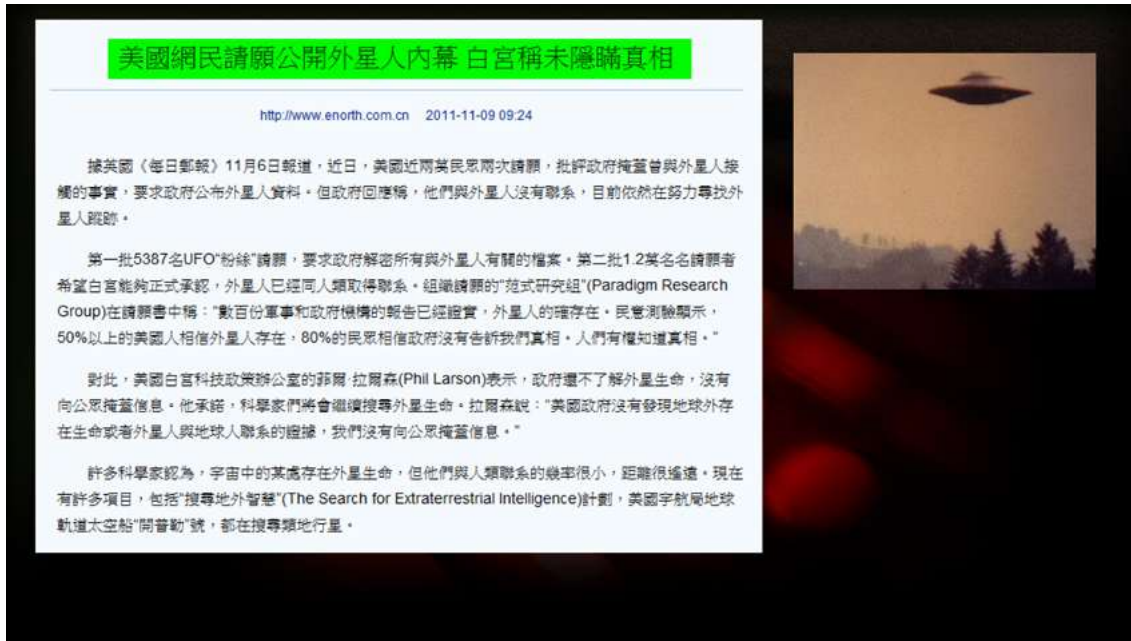 美國網民請願公開外星人內幕 白宮稱未隱瞞真相
http://www.enorth.com.cn 2011-11-09 09:24
據英國《每日郵報》11月6日報道，近日，美國近兩萬民眾兩次請願，批評政府掩蓋曾與外星人接
觸的事實，要求政府公布外星人資料。但政府回應稱，他們與外星人沒有聯系，目前依然在努力尋找外
星人蹤跡。
第一批5387名UFO“粉絲”請願，要求政府解密所有與外星人有關的檔案。第二批1.2萬名名請願者
希望白宮能夠正式承認，外星人已經同人類取得聯系。組織請願的“范式研究組”(Paradigm Research
Group)在請願書中稱：“數百份軍事和政府機構的報告已經證實，外星人的確存在。民意測驗顯示，
50%以上的美國人相信外星人存在，80%的民眾相信政府沒有告訴我們真相。人們有權知道真相。”
對此，美國白宮科技政策辦公室的菲爾·拉爾森(Phil Larson)表示，政府還不了解外星生命，沒有
向公眾掩蓋信息。他承諾，科學家們將會繼續搜尋外星生命。拉爾森說：“美國政府沒有發現地球外存
在生命或者外星人與地球人聯系的證據，我們沒有向公眾掩蓋信息。”
許多科學家認為，宇宙中的某處存在外星生命，但他們與人類聯系的幾率很小，距離很遙遠。現在
有許多項目，包括“搜尋地外智慧”(The Search for Extraterrestrial Intelligence)計劃，美國宇航局地球
軌道太空船“開普勒”號，都在搜尋類地行星。